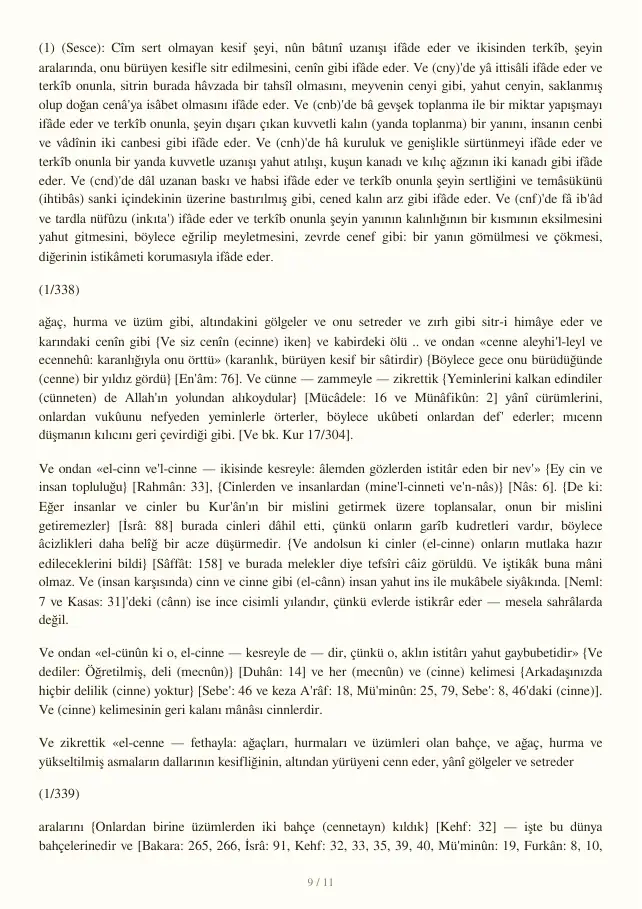 (1) (Sesce): Cîm sert olmayan kesif şeyi, nûn bâtınî uzanışı ifâde eder ve ikisinden terkîb, şeyin
aralarında, onu bürüyen kesifle sitr edilmesini, cenîn gibi ifâde eder. Ve (cny)'de yâ ittisâli ifâde eder ve
terkîb onunla, sitrin burada hâvzada bir tahsîl olmasını, meyvenin cenyi gibi, yahut cenyin, saklanmış
olup doğan cenâ'ya isâbet olmasını ifâde eder. Ve (cnb)'de bâ gevşek toplanma ile bir miktar yapışmayı
ifâde eder ve terkîb onunla, şeyin dışarı çıkan kuvvetli kalın (yanda toplanma) bir yanını, insanın cenbi
ve vâdînin iki canbesi gibi ifâde eder. Ve (cnh)'de hâ kuruluk ve genişlikle sürtünmeyi ifâde eder ve
terkîb onunla bir yanda kuvvetle uzanışı yahut atılışı, kuşun kanadı ve kılıç ağzının iki kanadı gibi ifâde
eder. Ve (cnd)'de dâl uzanan baskı ve habsi ifâde eder ve terkîb onunla şeyin sertliğini ve temâsükünü
(ihtibâs) sanki içindekinin üzerine bastırılmış gibi, cened kalın arz gibi ifâde eder. Ve (cnf)'de fâ ib'âd
ve tardla nüfûzu (inkıta') ifâde eder ve terkîb onunla şeyin yanının kalınlığının bir kısmının eksilmesini
yahut gitmesini, böylece eğrilip meyletmesini, zevrde cenef gibi: bir yanın gömülmesi ve çökmesi,
diğerinin istikâmeti korumasıyla ifâde eder.
(1/338)
ağaç, hurma ve üzüm gibi, altındakini gölgeler ve onu setreder ve zırh gibi sitr-i himâye eder ve
karındaki cenîn gibi {Ve siz cenîn (ecinne) iken} ve kabirdeki ölü .. ve ondan «cenne aleyhi'l-leyl ve
ecennehû: karanlığıyla onu örttü» (karanlık, bürüyen kesif bir sâtirdir) {Böylece gece onu bürüdüğünde
(cenne) bir yıldız gördü} [En'âm: 76]. Ve cünne — zammeyle — zikrettik {Yeminlerini kalkan edindiler
(cünneten) de Allah'ın yolundan alıkoydular} [Mücâdele: 16 ve Münâfikûn: 2] yânî cürümlerini,
onlardan vukûunu nefyeden yeminlerle örterler, böylece ukûbeti onlardan def' ederler; mıcenn
düşmanın kılıcını geri çevirdiği gibi. [Ve bk. Kur 17/304].
Ve ondan «el-cinn ve'l-cinne — ikisinde kesreyle: âlemden gözlerden istitâr eden bir nev'» {Ey cin ve
insan topluluğu} [Rahmân: 33], {Cinlerden ve insanlardan (mine'l-cinneti ve'n-nâs)} [Nâs: 6]. {De ki:
Eğer insanlar ve cinler bu Kur'ân'ın bir mislini getirmek üzere toplansalar, onun bir mislini
getiremezler} [İsrâ: 88] burada cinleri dâhil etti, çünkü onların garîb kudretleri vardır, böylece
âcizlikleri daha belîğ bir acze düşürmedir. {Ve andolsun ki cinler (el-cinne) onların mutlaka hazır
edileceklerini bildi} [Sâffât: 158] ve burada melekler diye tefsîri câiz görüldü. Ve iştikâk buna mâni
olmaz. Ve (insan karşısında) cinn ve cinne gibi (el-cânn) insan yahut ins ile mukâbele siyâkında. [Neml:
7 ve Kasas: 31]'deki (cânn) ise ince cisimli yılandır, çünkü evlerde istikrâr eder — mesela sahrâlarda
değil.
Ve ondan «el-cünûn ki o, el-cinne — kesreyle de — dir, çünkü o, aklın istitârı yahut gaybubetidir» {Ve
dediler: Öğretilmiş, deli (mecnûn)} [Duhân: 14] ve her (mecnûn) ve (cinne) kelimesi {Arkadaşınızda
hiçbir delilik (cinne) yoktur} [Sebe': 46 ve keza A'râf: 18, Mü'minûn: 25, 79, Sebe': 8, 46'daki (cinne)].
Ve (cinne) kelimesinin geri kalanı mânâsı cinnlerdir.
Ve zikrettik «el-cenne — fethayla: ağaçları, hurmaları ve üzümleri olan bahçe, ve ağaç, hurma ve
yükseltilmiş asmaların dallarının kesifliğinin, altından yürüyeni cenn eder, yânî gölgeler ve setreder
(1/339)
aralarını {Onlardan birine üzümlerden iki bahçe (cennetayn) kıldık} [Kehf: 32] — işte bu dünya
bahçelerinedir ve [Bakara: 265, 266, İsrâ: 91, Kehf: 32, 33, 35, 39, 40, Mü'minûn: 19, Furkân: 8, 10,
9 / 11